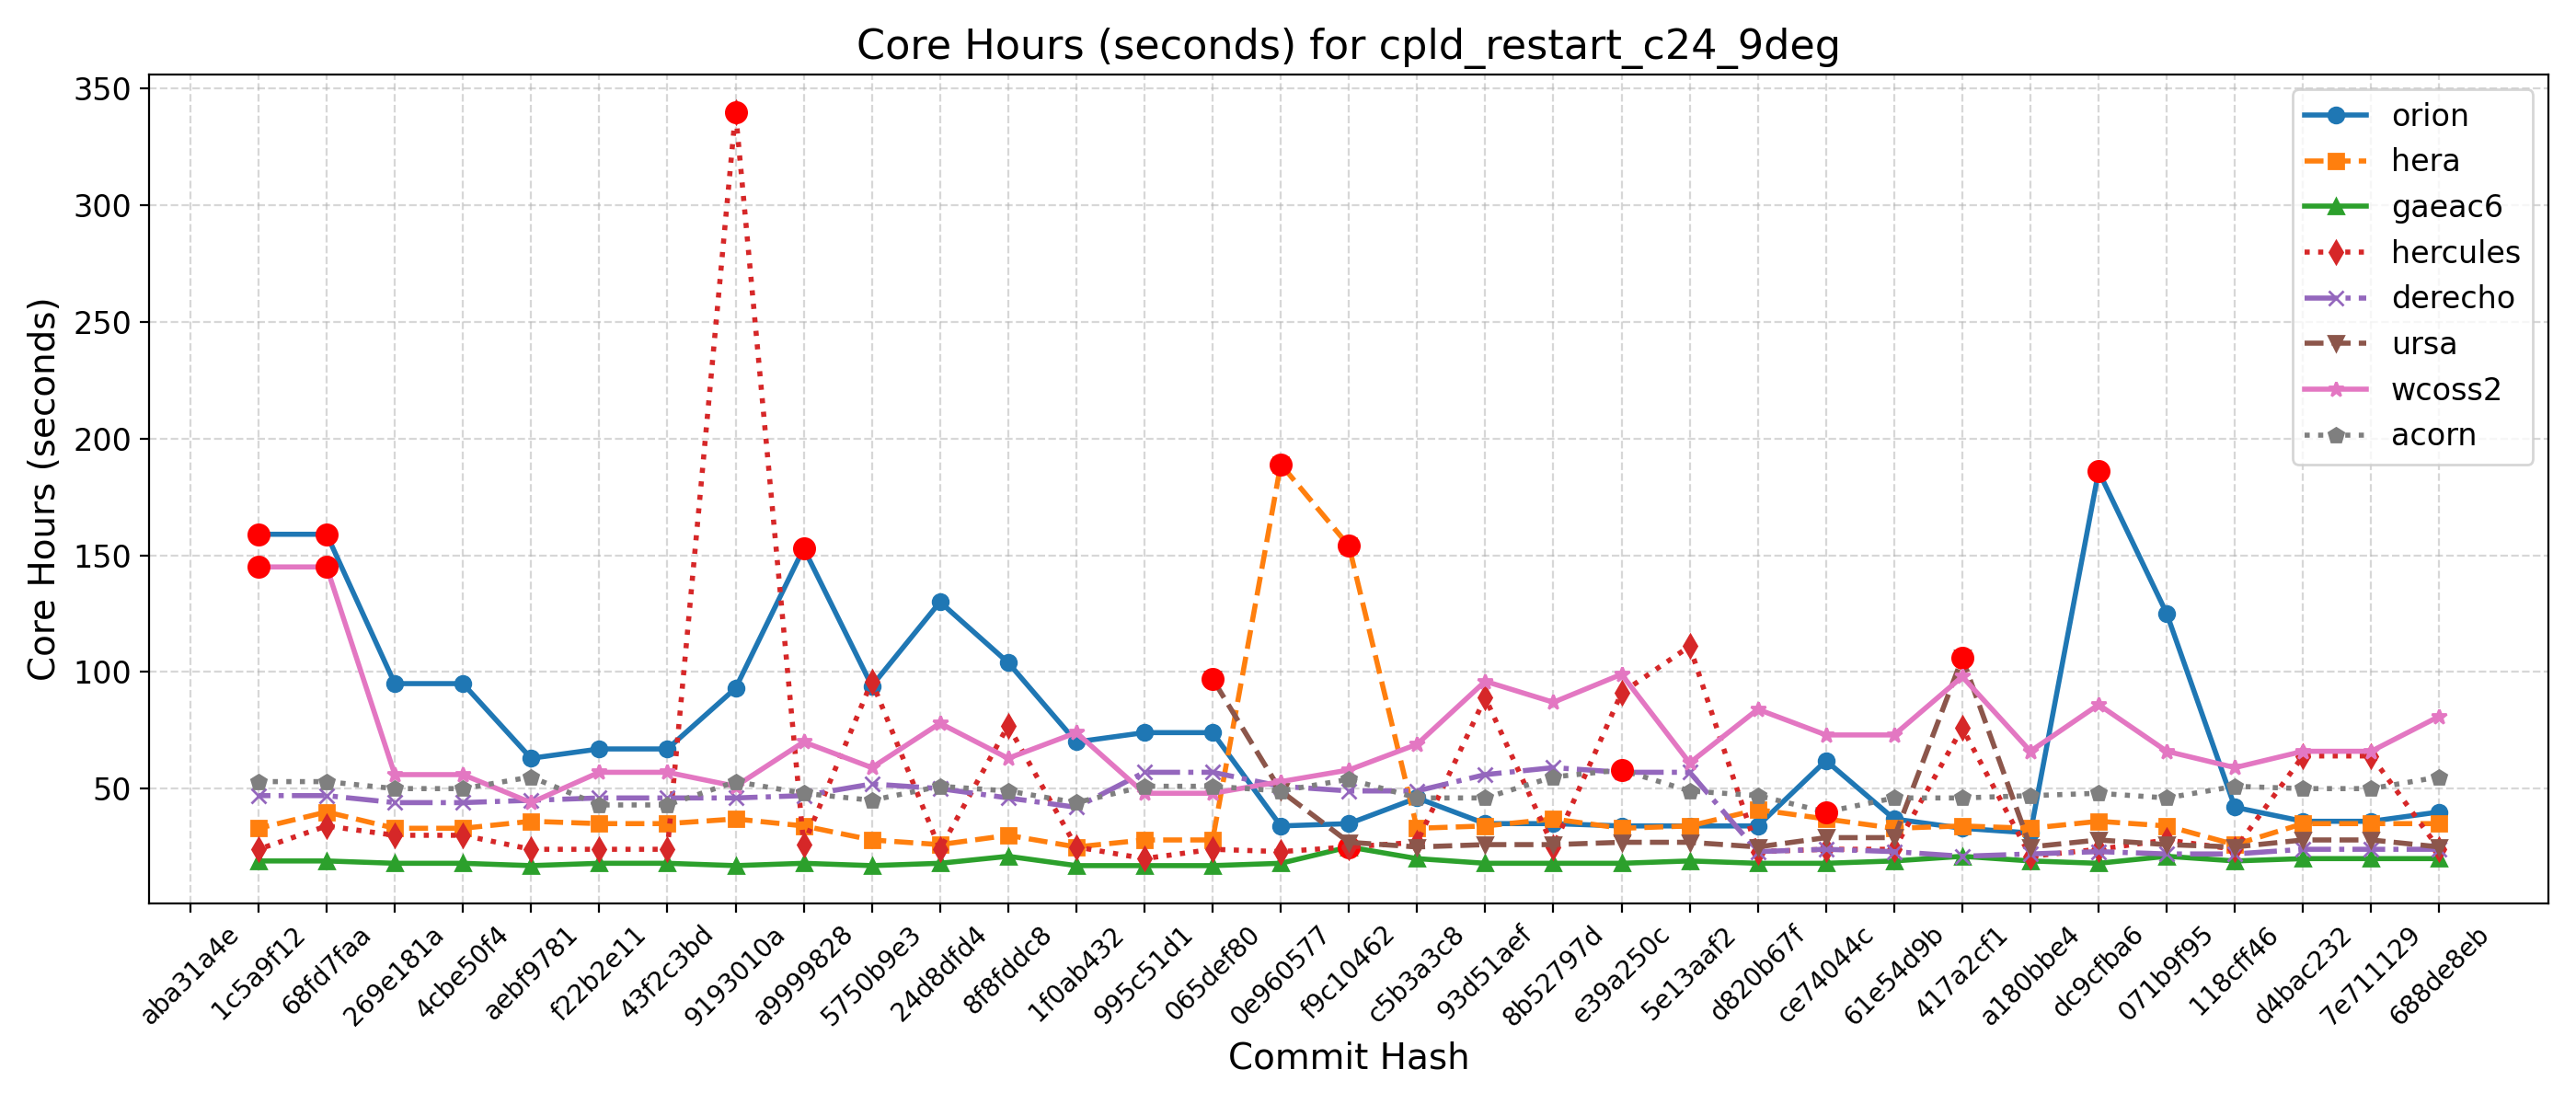 Core Hours (seconds) for cpld_restart_c24_9deg
Core Hours (seconds)
350
300
250
200
150
100
50
orion
hera
gaeac6
hercules
derecho
ursa
wcoss2
acorn
aba31a4e
1c5a9f12
68fd7faa
269e181a
4cbe50f4
aebf9781
f22b2e11
43f2c3bd
9193010a
a9999828
5750b9e3
24d8dfd4
8f8fddc8
1f0ab432
995c51d1
065def80
0e960577
f9c10462
c5b3a3c8
93d51aef
8b52797d
e39a250c
5e13aaf2
d820b67f
ce74044c
61e54d9b
417a2cf1
a180bbe4
dc9cfba6
071b9f95
118cff46
d4bac232
7e711129
688de8eb
Commit Hash